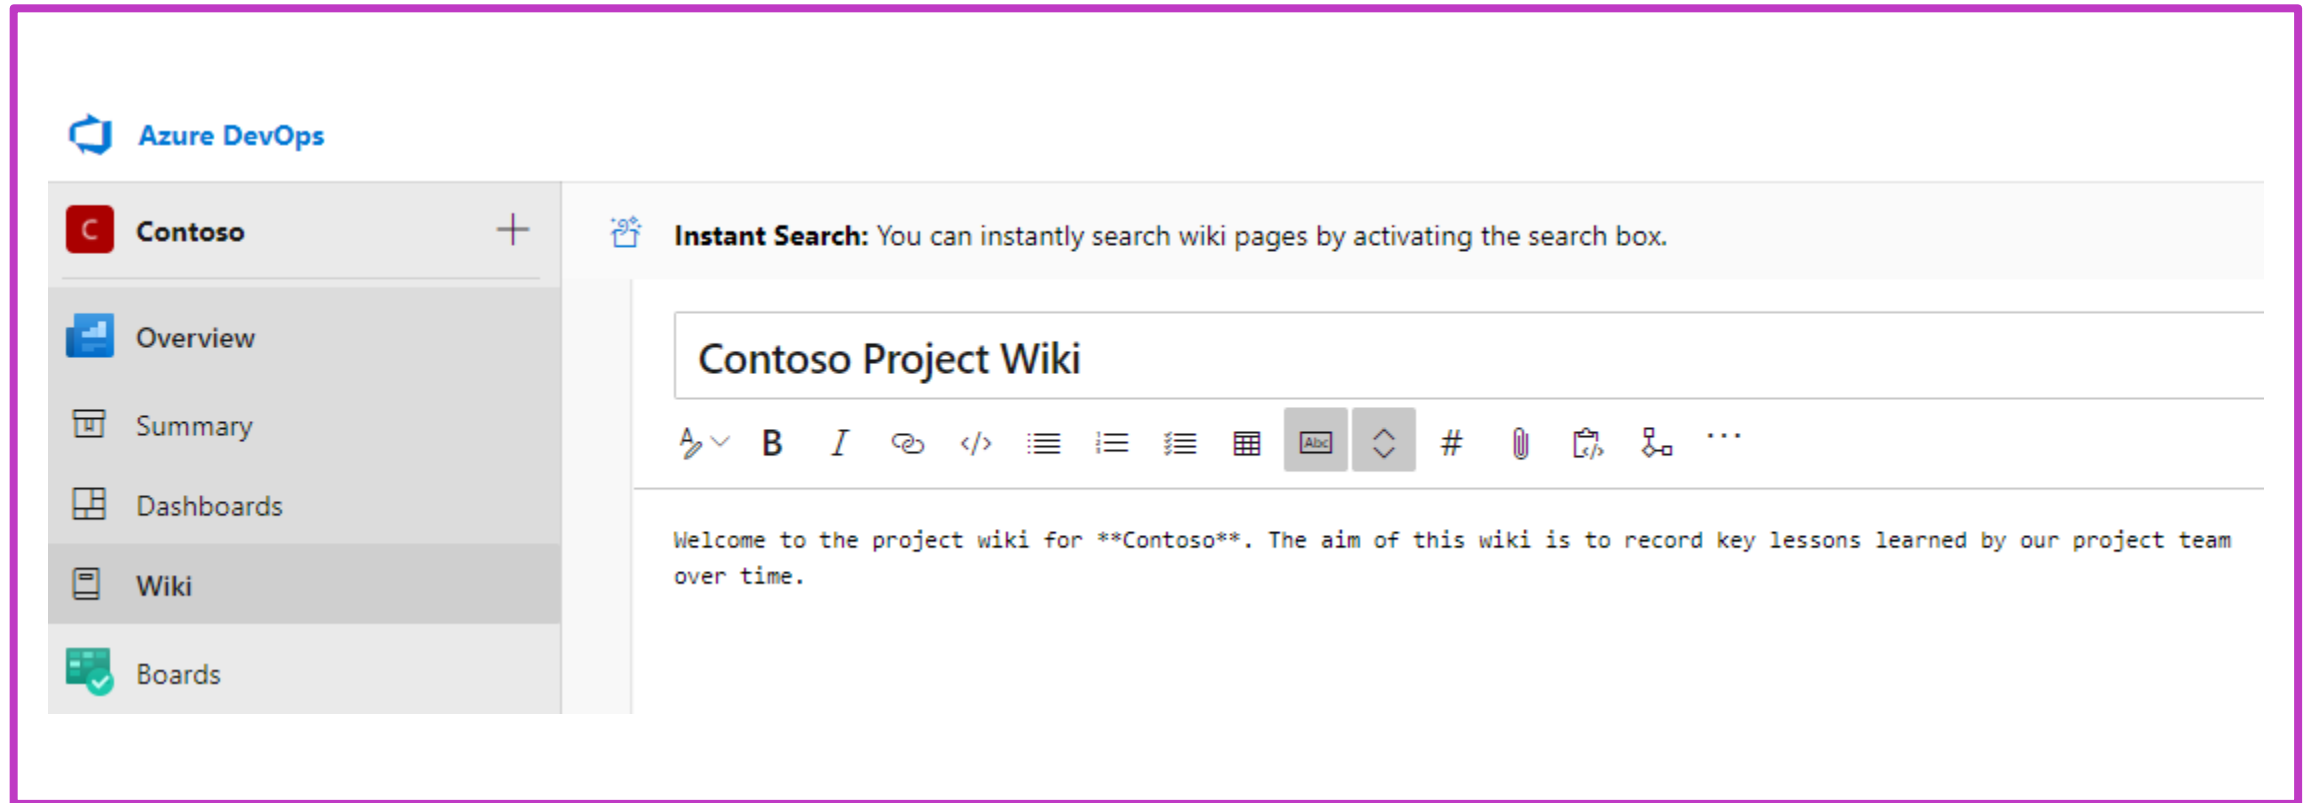 Azure DevOps
C Contoso
Instant Search: You can instantly search wiki pages by activating the search box.
Overview
Summary
Dashboards
Wiki
Boards
Contoso Project Wiki
B I </> Abc #
Welcome to the project wiki for **Contoso**. The aim of this wiki is to record key lessons learned by our project team
over time.